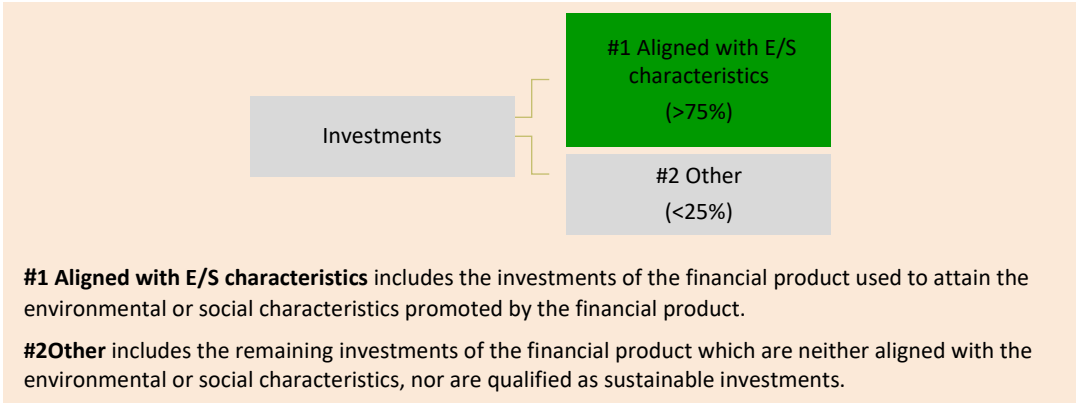 #1 Aligned with E/S
characteristics
(>75%)
Investments
#2 Other
(<25%)
#1 Aligned with E/S characteristics includes the investments of the financial product used to attain the
environmental or social characteristics promoted by the financial product.
#2Other includes the remaining investments of the financial product which are neither aligned with the
environmental or social characteristics, nor are qualified as sustainable investments.